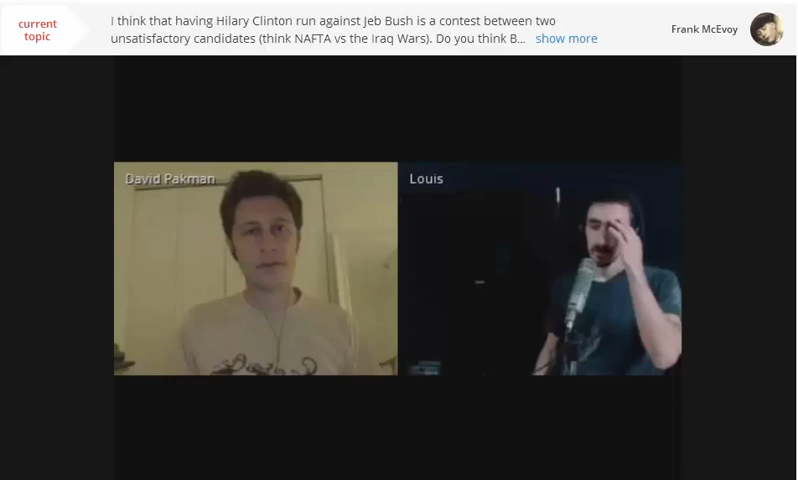 current
topic
I think that having Hilary Clinton run against Jeb Bush is a contest between two
unsatisfactory candidates (think NAFTA vs the Iraq Wars). Do you think B... show more
Frank McEvoy
David Pakman
Louis